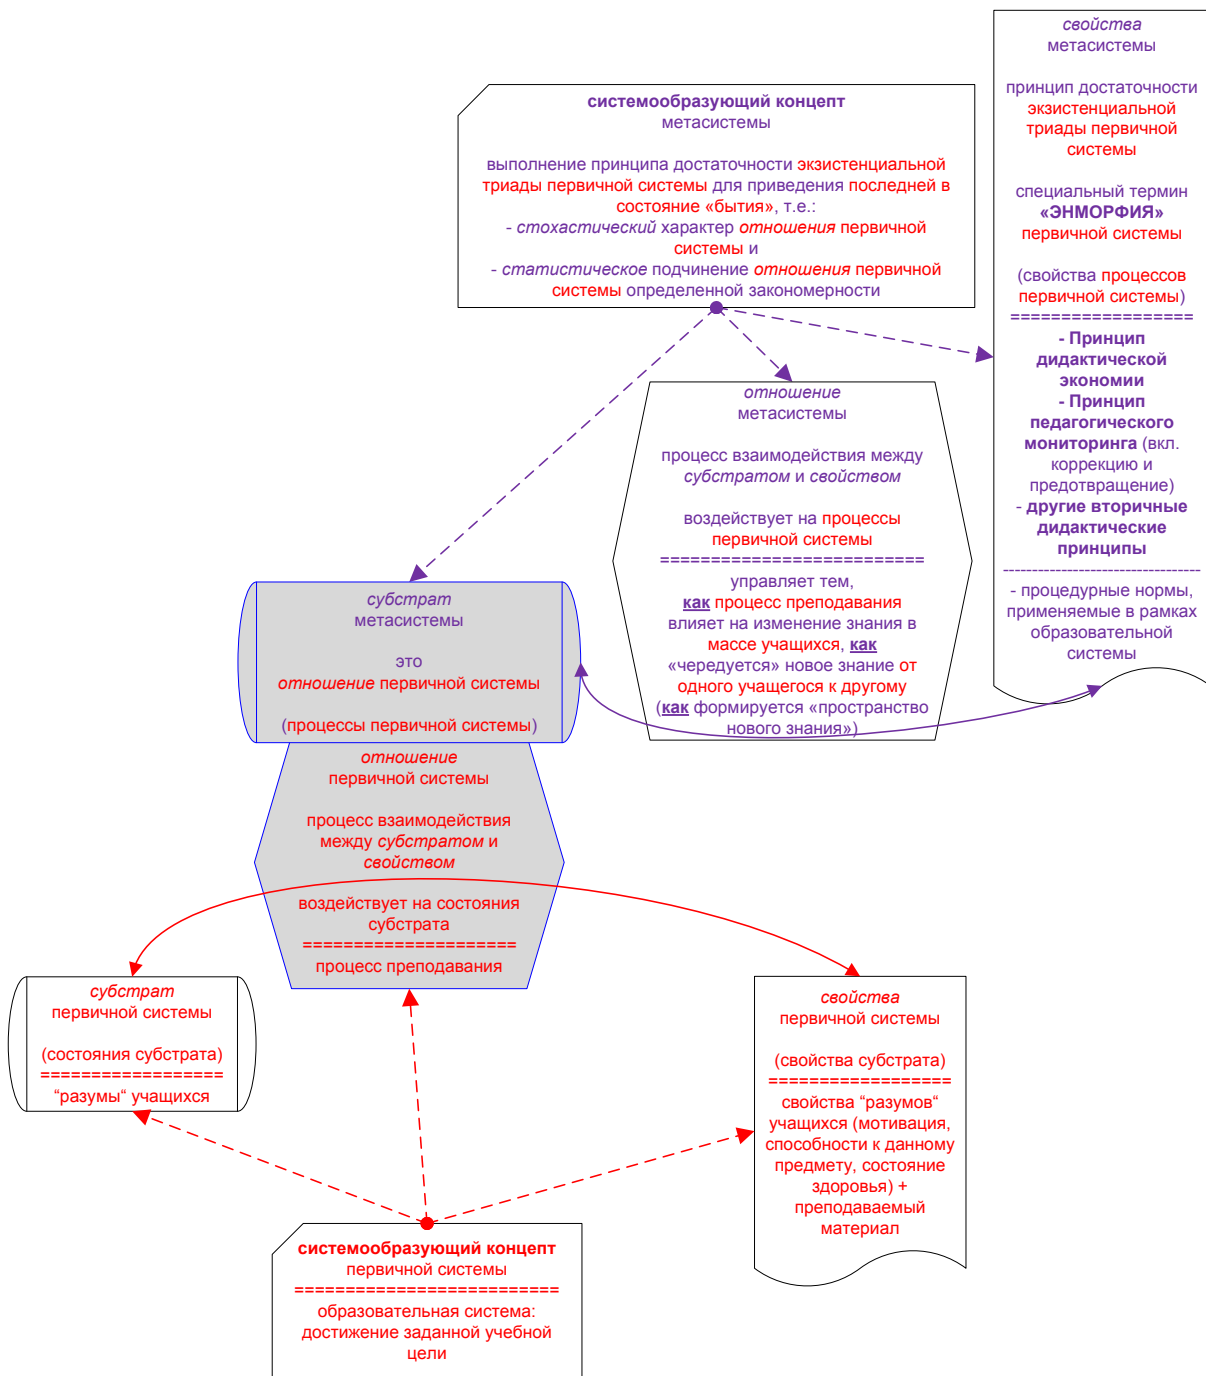 свойства
метасистемы
принцип достаточности
экзистенциальной
триады первичной
системы
специальный термин
«ЭНМОРФИЯ»
первичной системы
(свойства процессов
первичной системы)
==================
- Принцип
дидактической
экономии
- Принцип
педагогического
мониторинга (вкл.
коррекцию и
предотвращение)
- другие вторичные
дидактические
принципы
----------------------------------
- процедурные нормы,
применяемые в рамках
образовательной
системы
системообразующий концепт
метасистемы
выполнение принципа достаточности экзистенциальной
триады первичной системы для приведения последней в
состояние «бытия», т.е.:
- стохастический характер отношения первичной
системы и
- статистическое подчинение отношения первичной
системы определенной закономерности
отношение
метасистемы
процесс взаимодействия между
субстратом и свойством
воздействует на процессы
первичной системы
==========================
управляет тем,
как процесс преподавания
влияет на изменение знания в
массе учащихся, как
«чередуется» новое знание от
одного учащегося к другому
(как формируется «пространство
нового знания»)
субстрат
метасистемы
это
отношение первичной системы
(процессы первичной системы)
отношение
первичной системы
процесс взаимодействия
между субстратом и
свойством
воздействует на состояния
субстрата
=====================
процесс преподавания
субстрат
первичной системы
(состояния субстрата)
==================
“разумы“ учащихся
свойства
первичной системы
(свойства субстрата)
==================
свойства “разумов“
учащихся (мотивация,
способности к данному
предмету, состояние
здоровья) +
преподаваемый
материал
системообразующий концепт
первичной системы
==========================
образовательная система:
достижение заданной учебной
цели